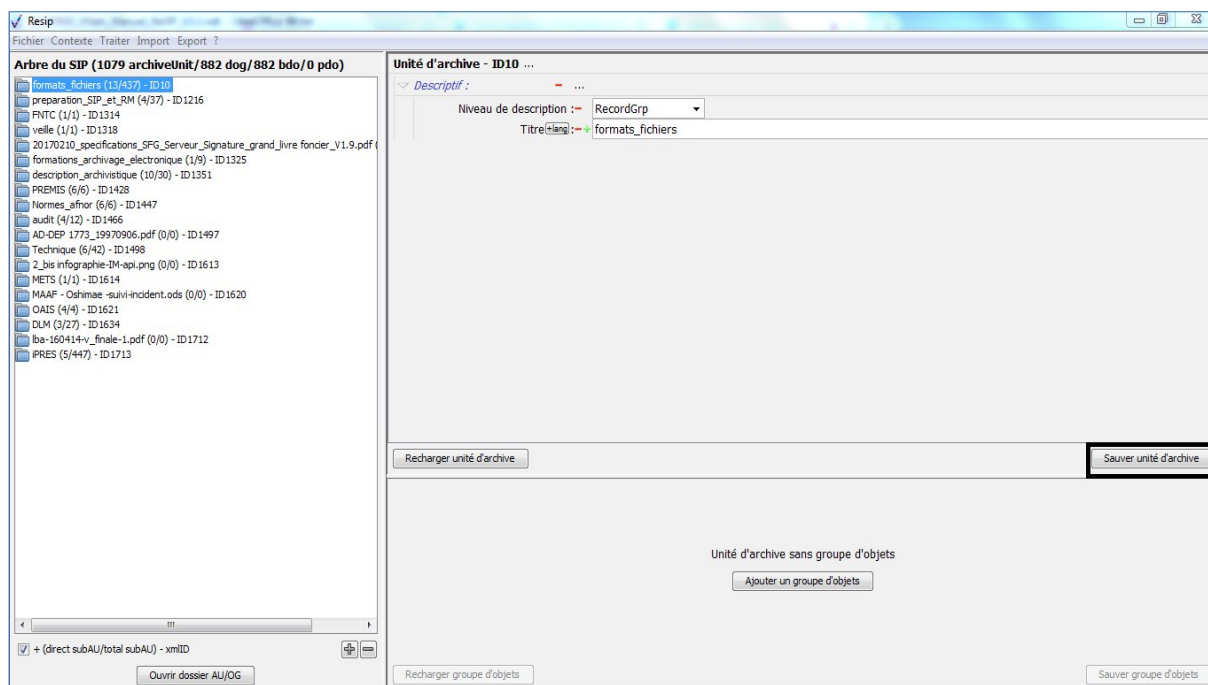 Resip
Fichier Contexte Traiter Import Export ?
Arbre du SIP (1079 archiveUnit/882 dog/882 bdo/0 pdo)
formats_fichiers (13/437) - ID10
preparation_SIP_et_RM (4/37) - ID1216
FNTC (1/1) - ID1314
veille (1/1) - ID1318
20170210_specifications_SFG_Serveur_Signature_grand_livre foncier_V1.9.pdf (
formations_archivage_electronique (1/9) - ID1325
description_archivistique (10/30) - ID1351
PREMIS (6/6) - ID1428
Normes_afnor (6/6) - ID1447
audit (4/12) - ID1466
AD-DEP 1773_19970906.pdf (0/0) - ID1497
Technique (6/42) - ID1498
2_bis infographie-IM-api.png (0/0) - ID1613
METS (1/1) - ID1614
MAAF - Oshimae -suivi-incident.ods (0/0) - ID1620
OAIS (4/4) - ID1621
DLM (3/27) - ID1634
lba-160414-v_finale-1.pdf (0/0) - ID1712
iPRES (5/447) - ID1713
+ (direct subAU/total subAU) - xmlID
Ouvrir dossier AU/OG
Unité d'archive - ID10 ...
Descriptif : - ...
Niveau de description :- RecordGrp
Titre +lang :-+ formats_fichiers
Recharger unité d'archive
Sauver unité d'archive
Unité d'archive sans groupe d'objets
Ajouter un groupe d'objets
Recharger groupe d'objets
Sauver groupe d'objets